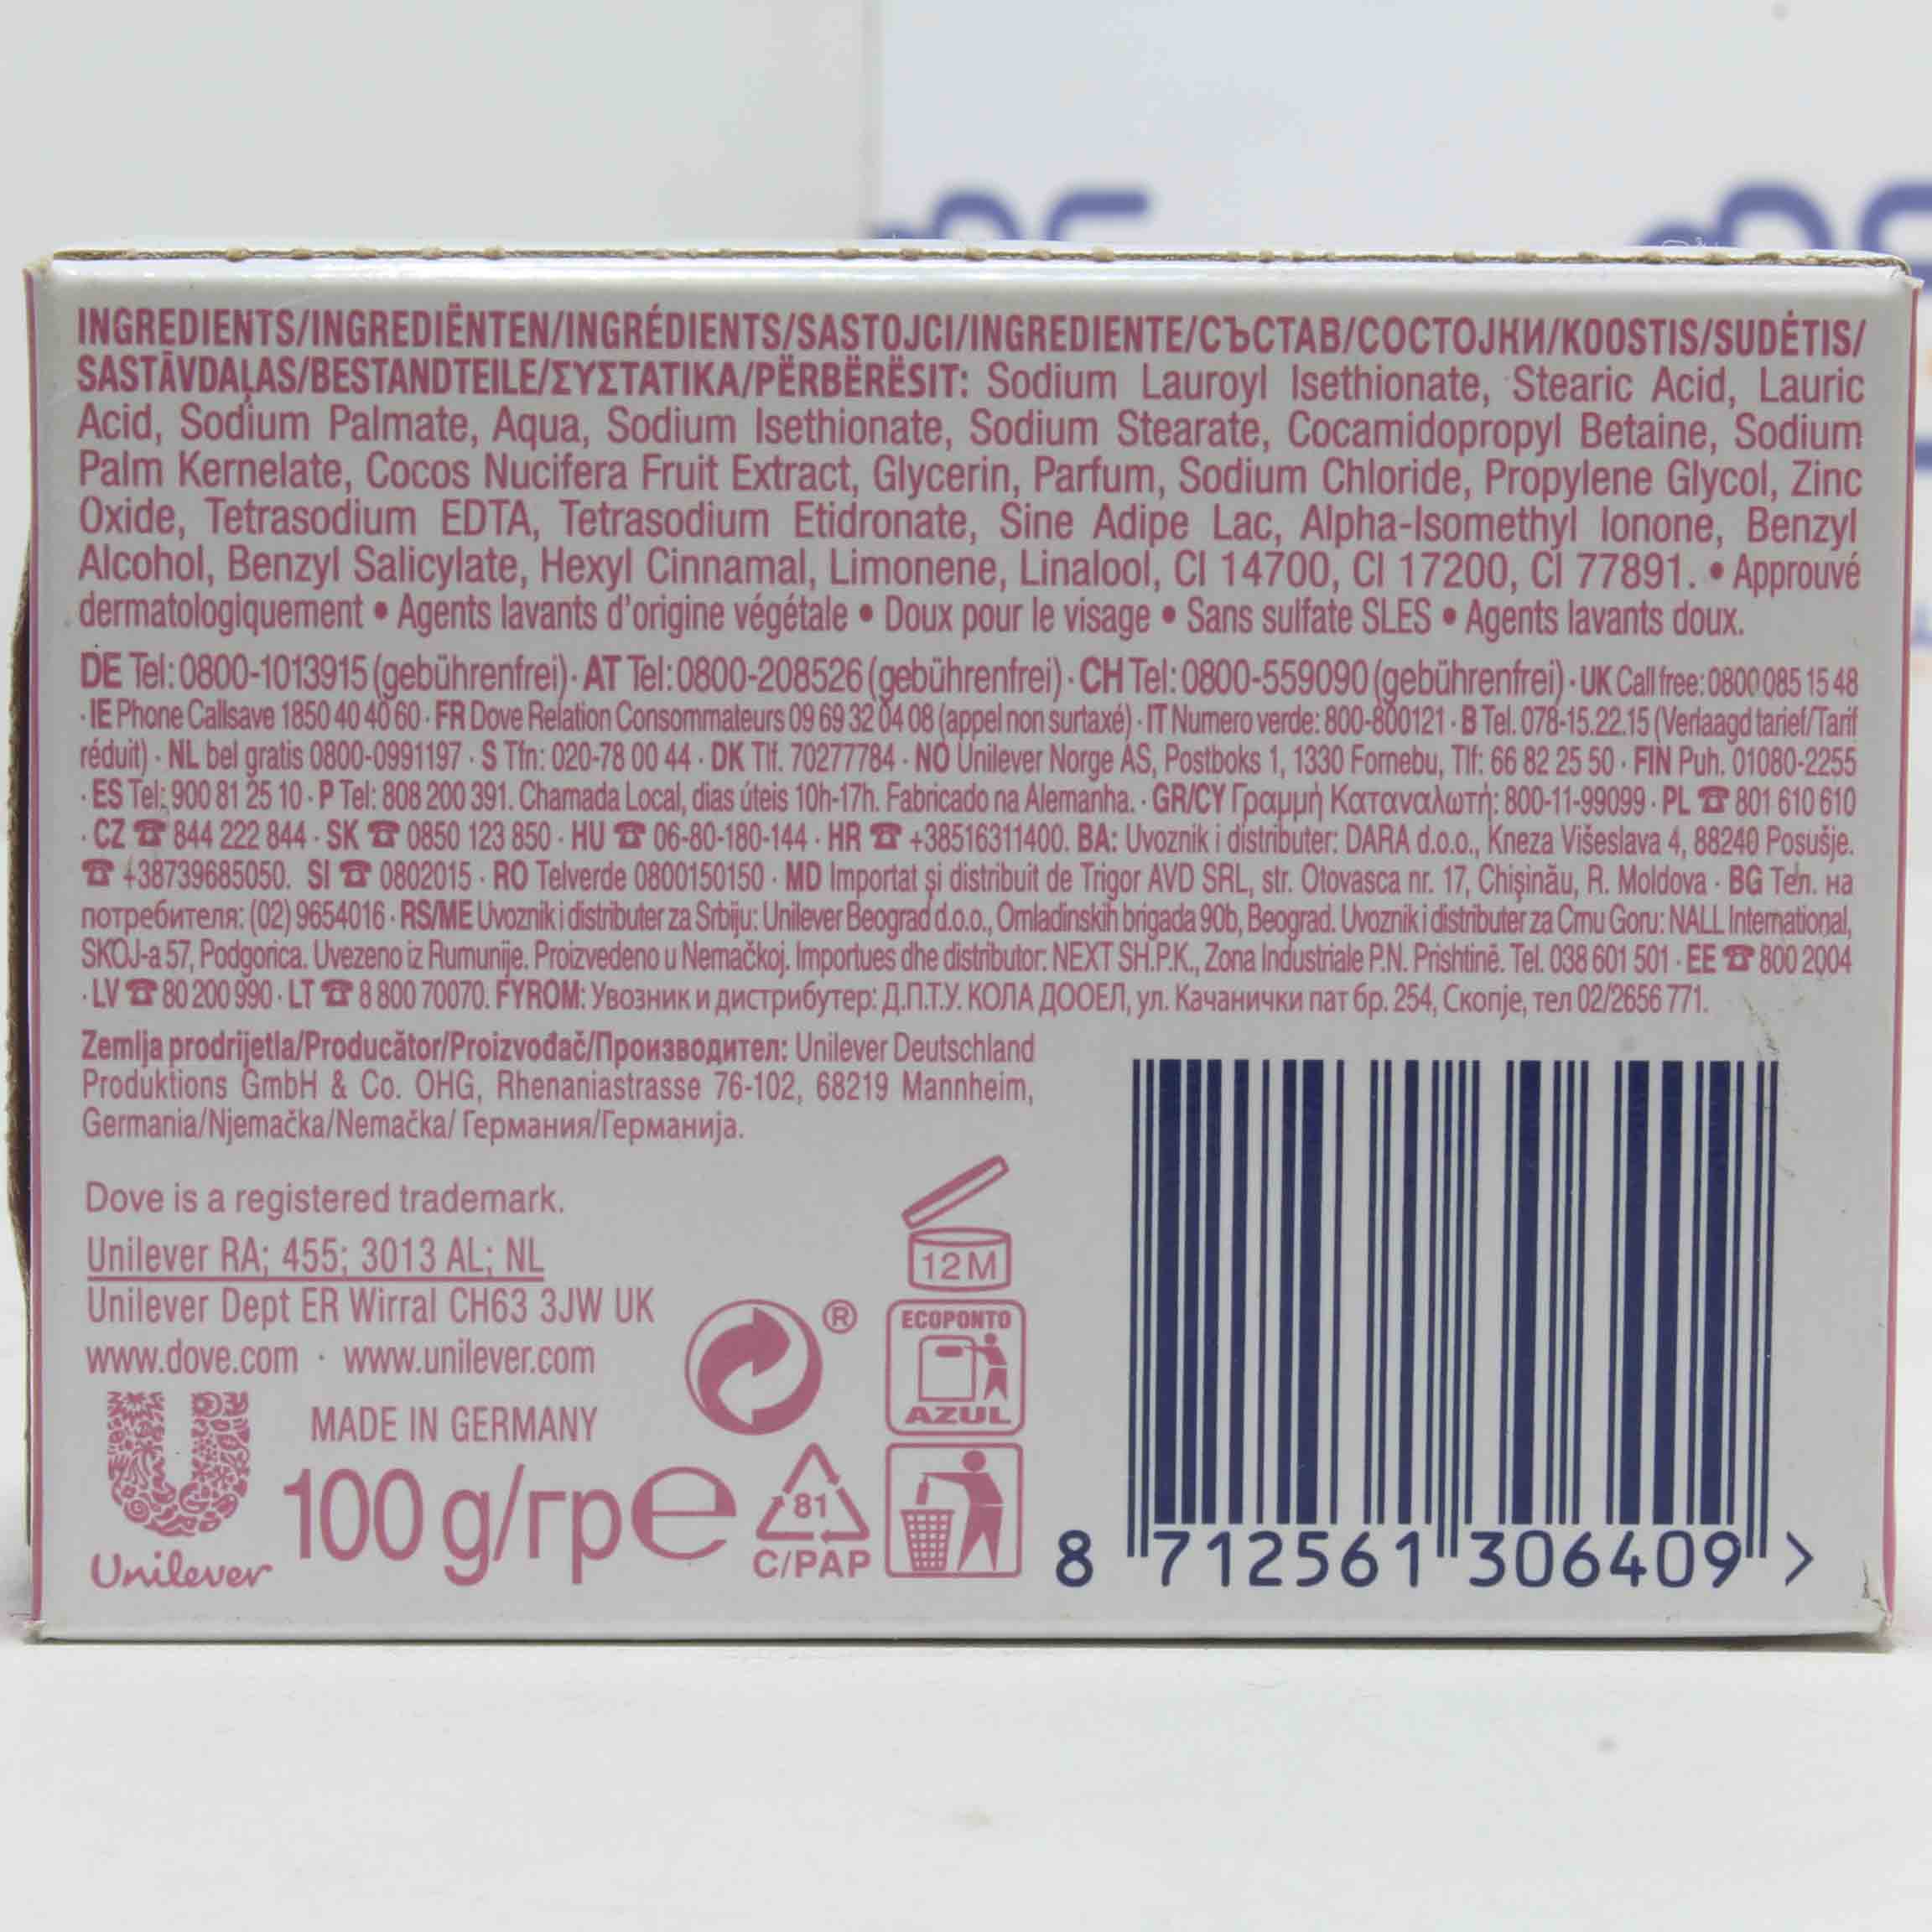 INGREDIENTS/INGREDIËNTEN/INGRÉDIENTS/SASTOJCI/INGREDIENTE/СЪСТАВ/СОСТОЈКИ/KOOSTIS/SUDĖTIS/
SASTĀVDAĻAS/BESTANDTEILE/ΣΥΣΤΑΤΙΚΑ/PËRBËRËSIT: Sodium Lauroyl Isethionate, Stearic Acid, Lauric
Acid, Sodium Palmate, Aqua, Sodium Isethionate, Sodium Stearate, Cocamidopropyl Betaine, Sodium
Palm Kernelate, Cocos Nucifera Fruit Extract, Glycerin, Parfum, Sodium Chloride, Propylene Glycol, Zinc
Oxide, Tetrasodium EDTA, Tetrasodium Etidronate, Sine Adipe Lac, Alpha-Isomethyl Ionone, Benzyl
Alcohol, Benzyl Salicylate, Hexyl Cinnamal, Limonene, Linalool, CI 14700, CI 17200, CI 77891. • Approuvé
dermatologiquement • Agents lavants d'origine végétale • Doux pour le visage • Sans sulfate SLES • Agents lavants doux.
DE Tel: 0800-1013915 (gebührenfrei) · AT Tel: 0800-208526 (gebührenfrei) · CH Tel: 0800-559090 (gebührenfrei) · UK Call free: 0800 085 15 48
· IE Phone Callsave 1850 40 40 60 · FR Dove Relation Consommateurs 09 69 32 04 08 (appel non surtaxé) · IT Numero verde: 800-800121 · B Tel. 078-15.22.15 (Verlaagd tarief/Tarif
réduit) · NL bel gratis 0800-0991197 · S Tfn: 020-78 00 44 · DK Tlf. 70277784 · NO Unilever Norge AS, Postboks 1, 1330 Fornebu, Tlf: 66 82 25 50 · FIN Puh. 01080-2255
· ES Tel: 900 81 25 10 · P Tel: 808 200 391. Chamada Local, dias úteis 10h-17h. Fabricado na Alemanha. · GR/CY Γραμμή Καταναλωτή: 800-11-99099 · PL ☎ 801 610 610
· CZ ☎ 844 222 844 · SK ☎ 0850 123 850 · HU ☎ 06-80-180-144 · HR ☎ +38516311400. BA: Uvoznik i distributer: DARA d.o.o., Kneza Višeslava 4, 88240 Posušje.
☎ +38739685050. SI ☎ 0802015 · RO Telverde 0800150150 · MD Importat şi distribuit de Trigor AVD SRL, str. Otovasca nr. 17, Chişinău, R. Moldova · BG Тел. на
потребителя: (02) 9654016 · RS/ME Uvoznik i distributer za Srbiju: Unilever Beograd d.o.o., Omladinskih brigada 90b, Beograd. Uvoznik i distributer za Crnu Goru: NALL International,
SKOJ-a 57, Podgorica. Uvezeno iz Rumunije. Proizvedeno u Nemačkoj. Importues dhe distributor: NEXT SH.P.K., Zona Industriale P.N. Prishtinë. Tel. 038 601 501 · EE ☎ 800 2004
· LV ☎ 80 200 990 · LT ☎ 8 800 70070. FYROM: Увозник и дистрибутер: Д.П.Т.У. КОЛА ДООЕЛ, ул. Качанички пат бр. 254, Скопје, тел 02/2656 771.
Zemlja prodrijetla/Producător/Proizvođač/Производител: Unilever Deutschland
Produktions GmbH & Co. OHG, Rhenaniastrasse 76-102, 68219 Mannheim,
Germania/Njemačka/Nemačka/ Германия/Германија.
Dove is a registered trademark.
Unilever RA; 455; 3013 AL; NL
Unilever Dept ER Wirral CH63 3JW UK
www.dove.com · www.unilever.com
MADE IN GERMANY
Unilever
100 g/гр e
®
12M
ECOPONTO
AZUL
81
C/PAP
8 712561 306409 >